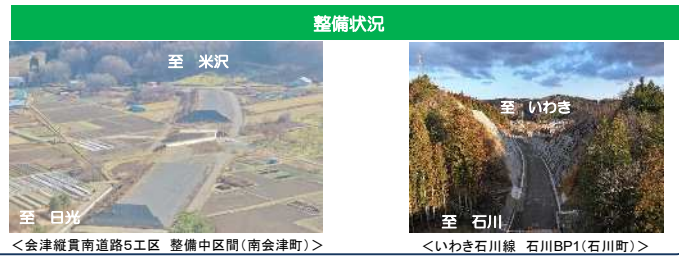 整備状況
至 米沢
至 日光
＜会津縦貫南道路5工区 整備中区間(南会津町)＞
至 いわき
至 石川
＜いわき石川線 石川BP1(石川町)＞